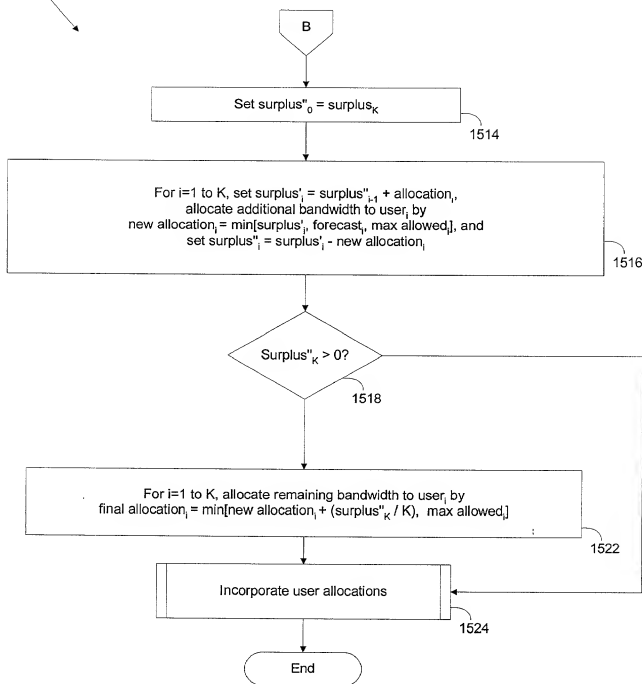 B
Set surplus"₀ = surplusₖ
1514
For i=1 to K, set surplus'ᵢ = surplus"ᵢ₋₁ + allocationᵢ,
allocate additional bandwidth to userᵢ by
new allocationᵢ = min[surplus'ᵢ, forecastᵢ, max allowedᵢ], and
set surplus"ᵢ = surplus'ᵢ - new allocationᵢ
1516
Surplus"ₖ > 0?
1518
For i=1 to K, allocate remaining bandwidth to userᵢ by
final allocationᵢ = min[new allocationᵢ + (surplus"ₖ / K), max allowedᵢ]
1522
Incorporate user allocations
1524
End